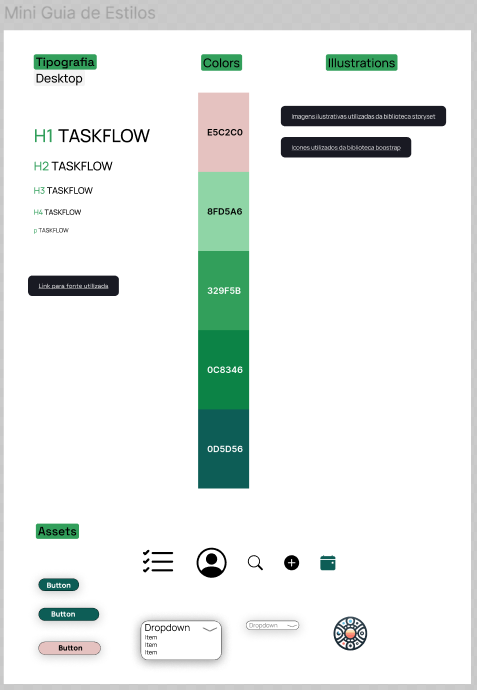 Mini Guia de Estilos
Tipografia
Desktop
H1 TASKFLOW
H2 TASKFLOW
H3 TASKFLOW
H4 TASKFLOW
p TASKFLOW
Link para fonte utilizada
Colors
E5C2C0
8FD5A6
329F5B
0C8346
0D5D56
Illustrations
Imagens ilustrativas utilizadas da biblioteca storyset
Icones utilizados da biblioteca boostrap
Assets
Button
Button
Button
Dropdown
Item
Item
Item
Dropdown